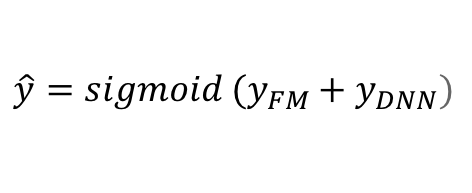 ŷ = sigmoid (y_FM + y_DNN)